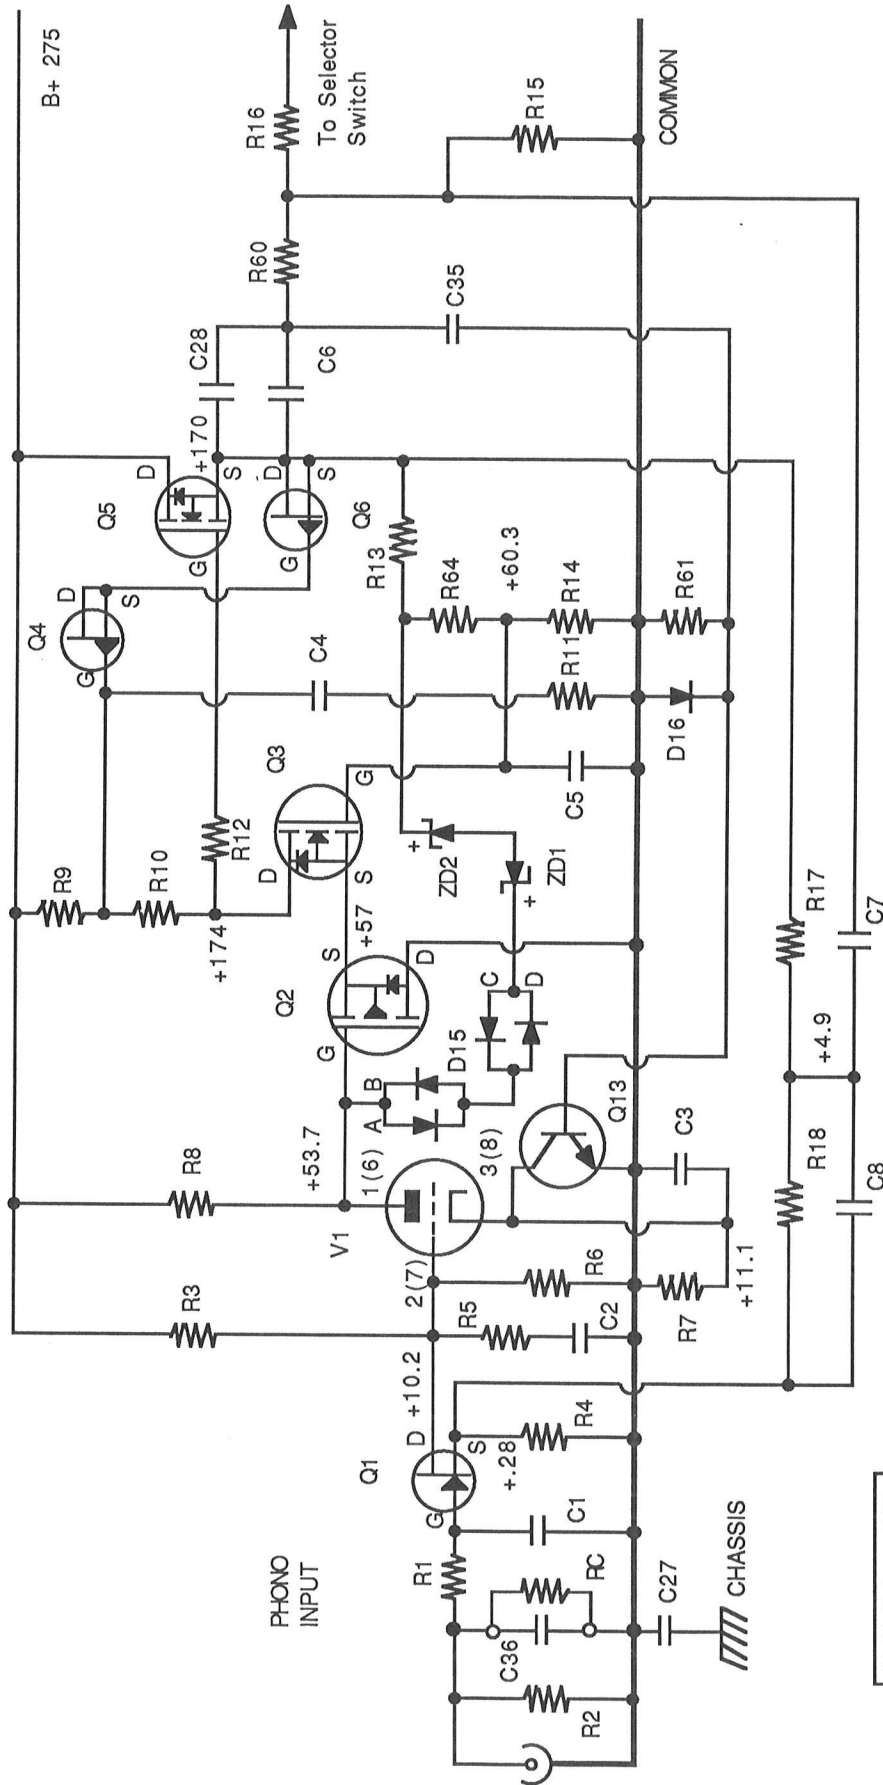 B+ 275
R16
To Selector
Switch
R15
COMMON
R60
C35
C28
C6
+170
D
S
Q5
G
D
S
Q6
G
R13
R64
+60.3
R14
R61
Q4
D
S
G
C4
R11
D16
Q3
G
D
S
C5
R9
R10
R12
+174
ZD2
+
ZD1
+
R17
C7
Q2
S
+57
D
G
D15
C
D
A
B
+4.9
Q13
R8
+53.7
1(6)
3(8)
C3
V1
2(7)
R18
C8
R3
R6
R5
C2
R7
+11.1
+10.2
D
Q1
S
+.28
R4
G
PHONO
INPUT
R1
C1
RC
C36
C27
CHASSIS
R2